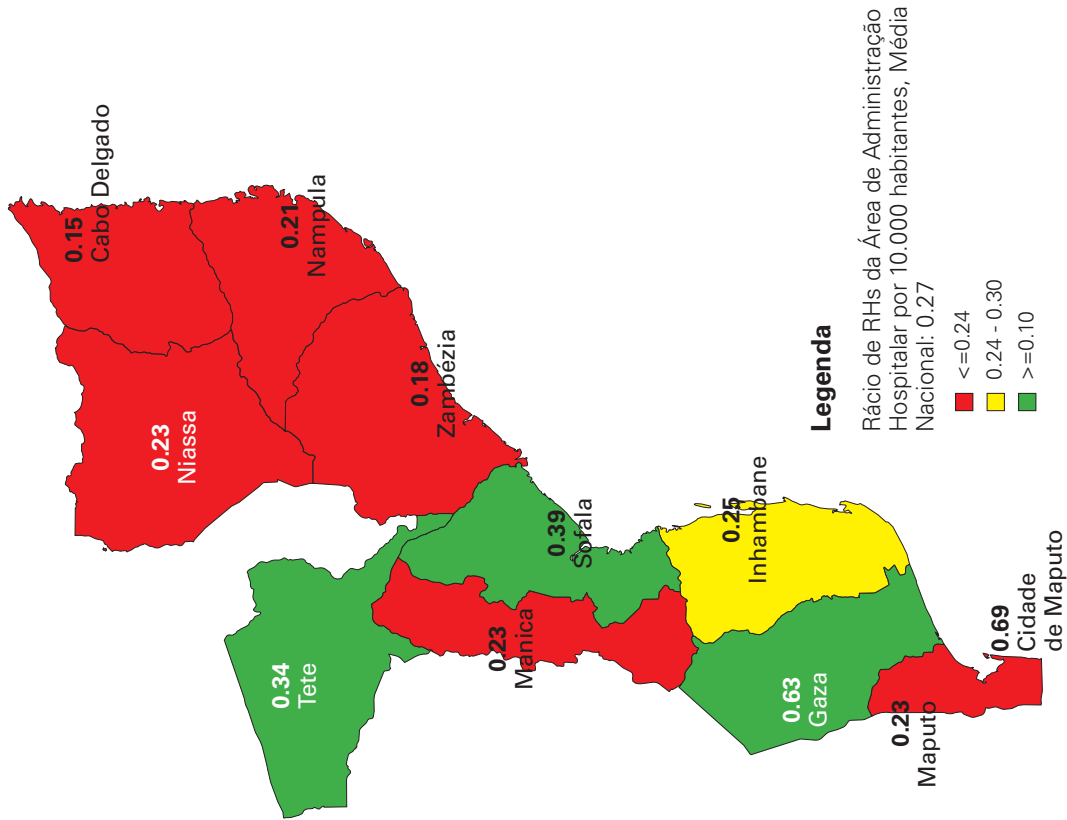 0.15
Cabo Delgado
0.23
Niassa
0.21
Nampula
0.18
Zambézia
0.34
Tete
0.39
Sofala
0.23
Manica
0.25
Inhambane
0.63
Gaza
0.23
Maputo
0.69
Cidade
de Maputo
Legenda
Rácio de RHs da Área de Administração
Hospitalar por 10.000 habitantes, Média
Nacional: 0.27
<=0.24
0.24 - 0.30
>=0.10